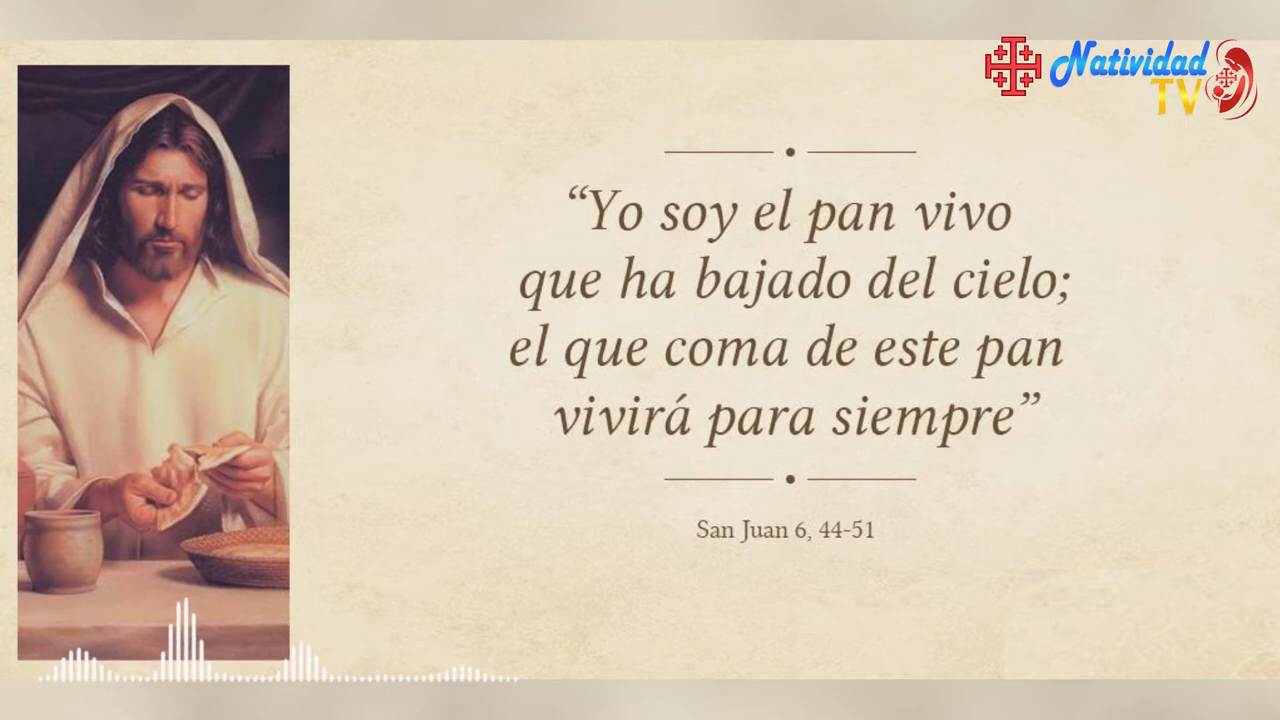 Natividad
TV
“Yo soy el pan vivo
que ha bajado del cielo;
el que coma de este pan
vivirá para siempre”
San Juan 6, 44-51